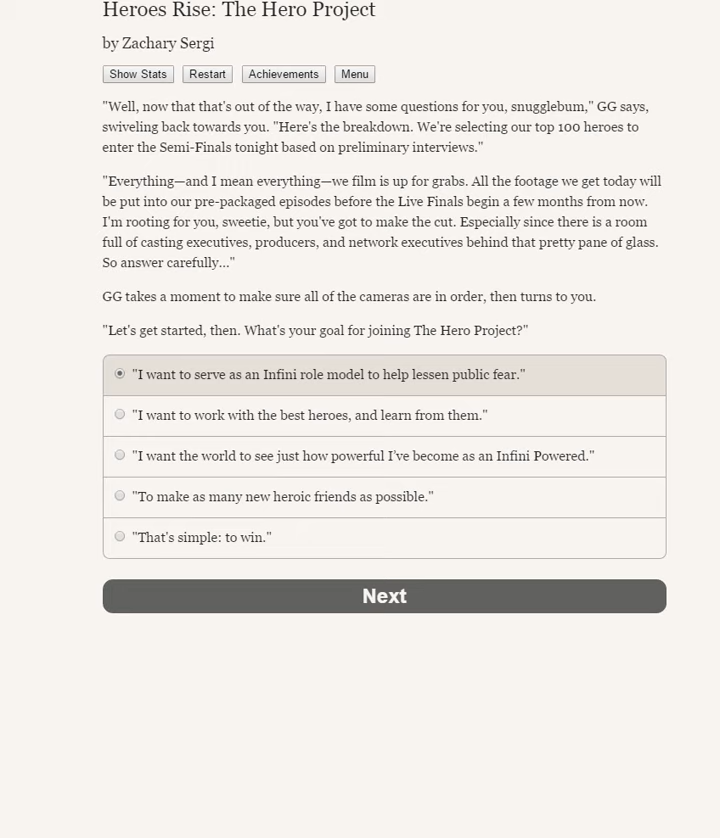 Heroes Rise: The Hero Project
by Zachary Sergi
Show Stats Restart Achievements Menu
"Well, now that that's out of the way, I have some questions for you, snugglebum," GG says,
swiveling back towards you. "Here's the breakdown. We're selecting our top 100 heroes to
enter the Semi-Finals tonight based on preliminary interviews."
"Everything—and I mean everything—we film is up for grabs. All the footage we get today will
be put into our pre-packaged episodes before the Live Finals begin a few months from now.
I'm rooting for you, sweetie, but you've got to make the cut. Especially since there is a room
full of casting executives, producers, and network executives behind that pretty pane of glass.
So answer carefully..."
GG takes a moment to make sure all of the cameras are in order, then turns to you.
"Let's get started, then. What's your goal for joining The Hero Project?"
"I want to serve as an Infini role model to help lessen public fear."
"I want to work with the best heroes, and learn from them."
"I want the world to see just how powerful I've become as an Infini Powered."
"To make as many new heroic friends as possible."
"That's simple: to win."
Next